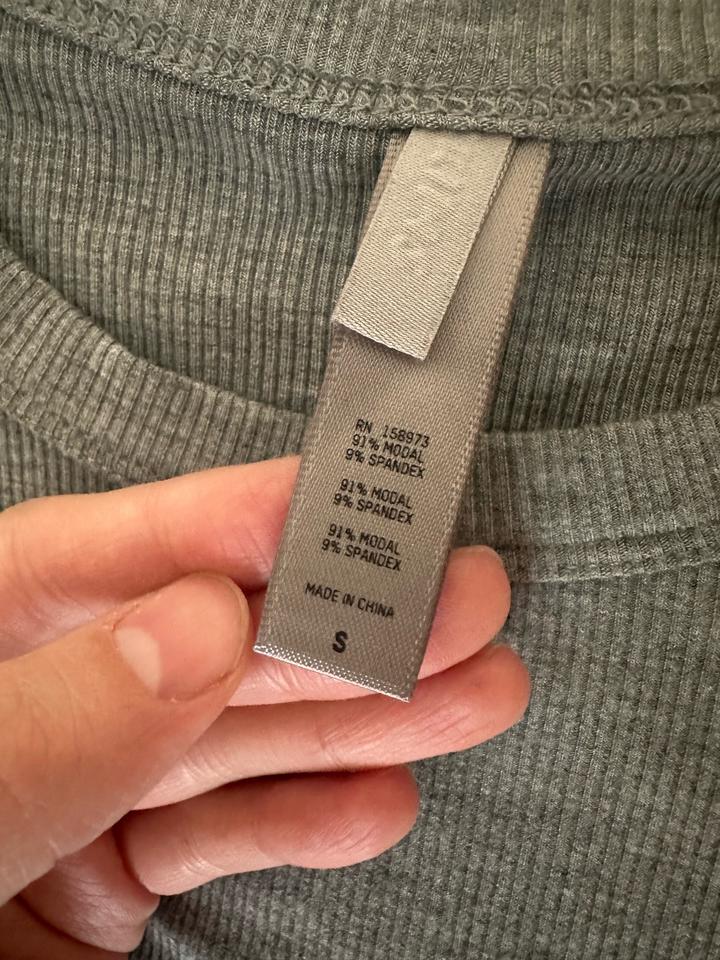 RN 158973
91% MODAL
9% SPANDEX
91% MODAL
9% SPANDEX
91% MODAL
9% SPANDEX
MADE IN CHINA
S